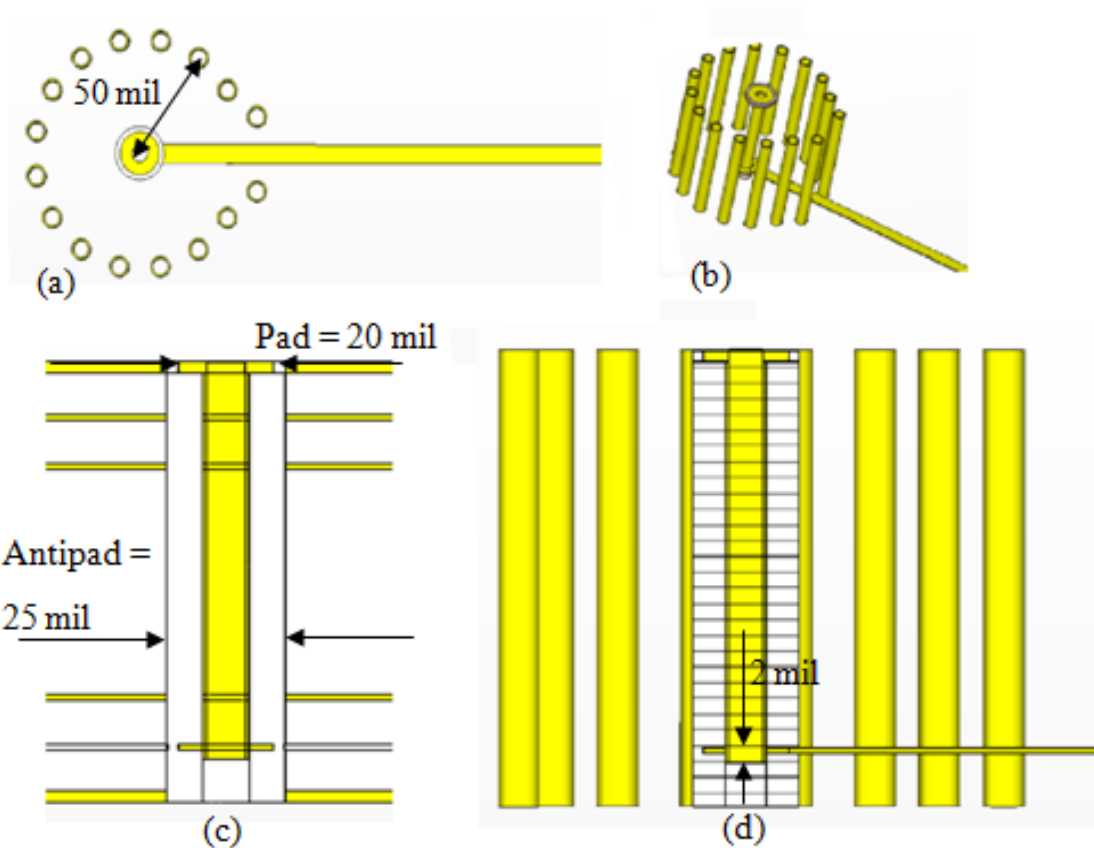 50 mil
(a)
(b)
Pad = 20 mil
Antipad =
25 mil
2 mil
(c)
(d)